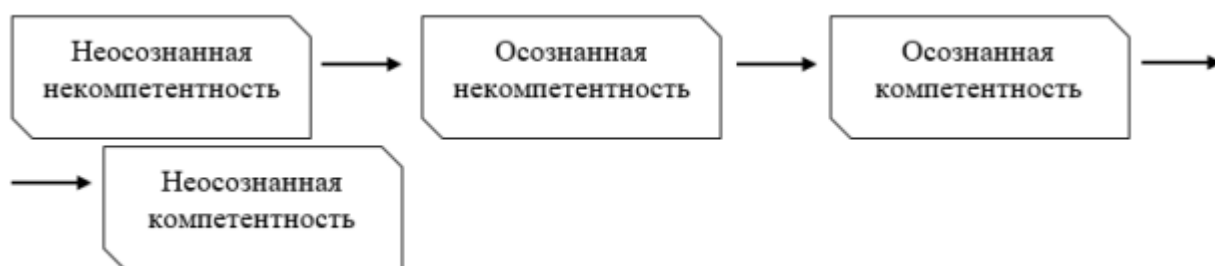 Неосознанная
некомпетентность
Осознанная
некомпетентность
Осознанная
компетентность
Неосознанная
компетентность